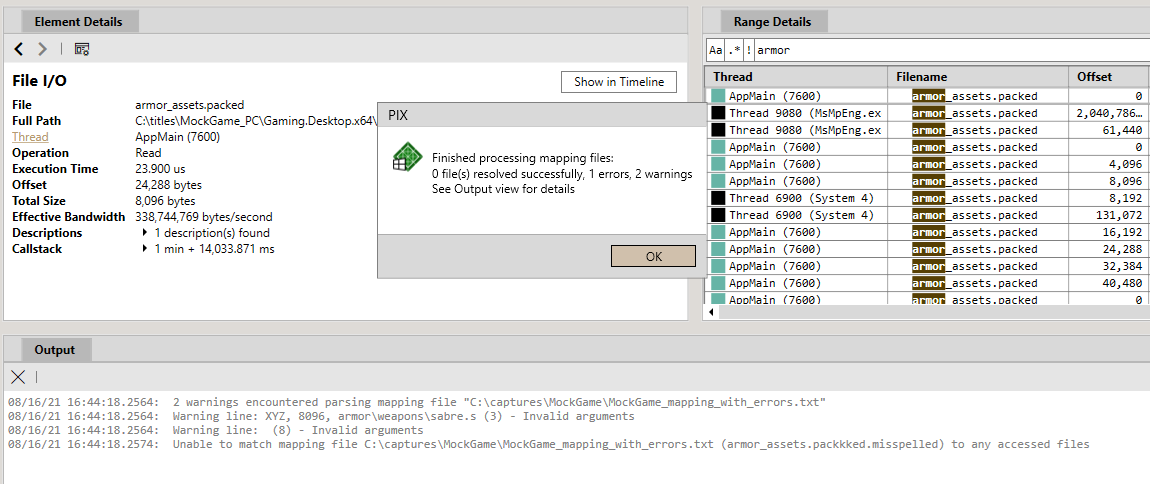 Element Details
File I/O
Show in Timeline
File armor_assets.packed
Full Path C:\titles\MockGame_PC\Gaming.Desktop.x64\
Thread AppMain (7600)
Operation Read
Execution Time 23.900 us
Offset 24,288 bytes
Total Size 8,096 bytes
Effective Bandwidth 338,744,769 bytes/second
Descriptions 1 description(s) found
Callstack 1 min + 14,033.871 ms
PIX
Finished processing mapping files:
0 file(s) resolved successfully, 1 errors, 2 warnings
See Output view for details
OK
Range Details
Aa .* ! armor
Thread Filename Offset
AppMain (7600) armor_assets.packed 0
Thread 9080 (MsMpEng.ex armor_assets.packed 2,040,786…
Thread 9080 (MsMpEng.ex armor_assets.packed 61,440
AppMain (7600) armor_assets.packed 0
AppMain (7600) armor_assets.packed 4,096
AppMain (7600) armor_assets.packed 8,096
Thread 6900 (System 4) armor_assets.packed 8,192
Thread 6900 (System 4) armor_assets.packed 131,072
AppMain (7600) armor_assets.packed 16,192
AppMain (7600) armor_assets.packed 24,288
AppMain (7600) armor_assets.packed 32,384
AppMain (7600) armor_assets.packed 40,480
AppMain (7600) armor_assets.packed 0
Output
08/16/21 16:44:18.2564: 2 warnings encountered parsing mapping file "C:\captures\MockGame\MockGame_mapping_with_errors.txt"
08/16/21 16:44:18.2564: Warning line: XYZ, 8096, armor\weapons\sabre.s (3) - Invalid arguments
08/16/21 16:44:18.2564: Warning line: (8) - Invalid arguments
08/16/21 16:44:18.2574: Unable to match mapping file C:\captures\MockGame\MockGame_mapping_with_errors.txt (armor_assets.packkked.misspelled) to any accessed files